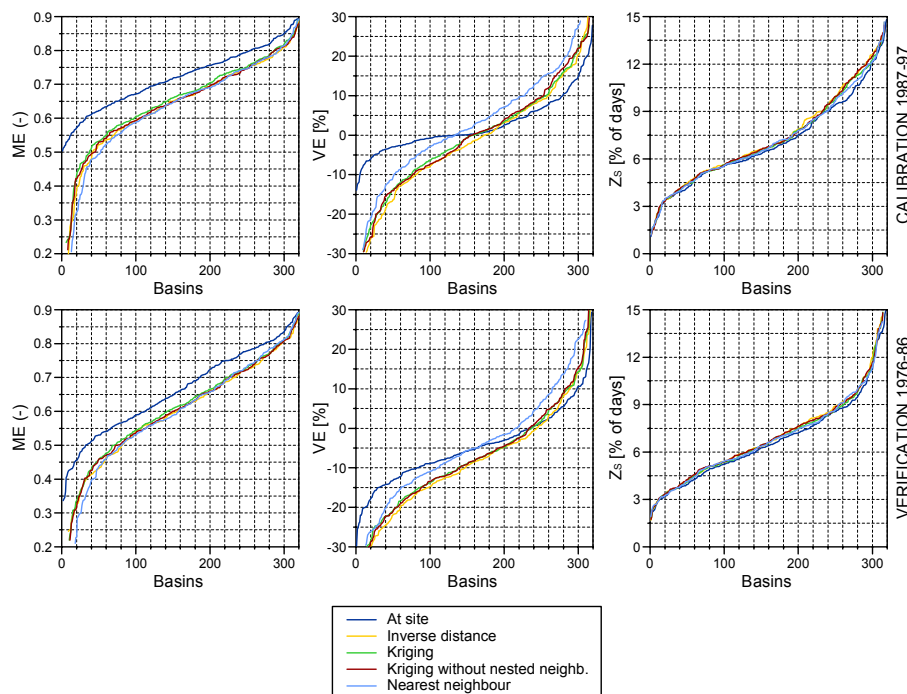 0.9
0.8
0.7
0.6
0.5
0.4
0.3
0.2
ME (-)
0 100 200 300
Basins
30
20
10
0
-10
-20
-30
VE [%]
0 100 200 300
Basins
15
12
9
6
3
0
Zs [% of days]
0 100 200 300
Basins
CALIBRATION 1987-97
0.9
0.8
0.7
0.6
0.5
0.4
0.3
0.2
ME (-)
0 100 200 300
Basins
30
20
10
0
-10
-20
-30
VE [%]
0 100 200 300
Basins
15
12
9
6
3
0
Zs [% of days]
0 100 200 300
Basins
VERIFICATION 1976-86
At site
Inverse distance
Kriging
Kriging without nested neighb.
Nearest neighbour